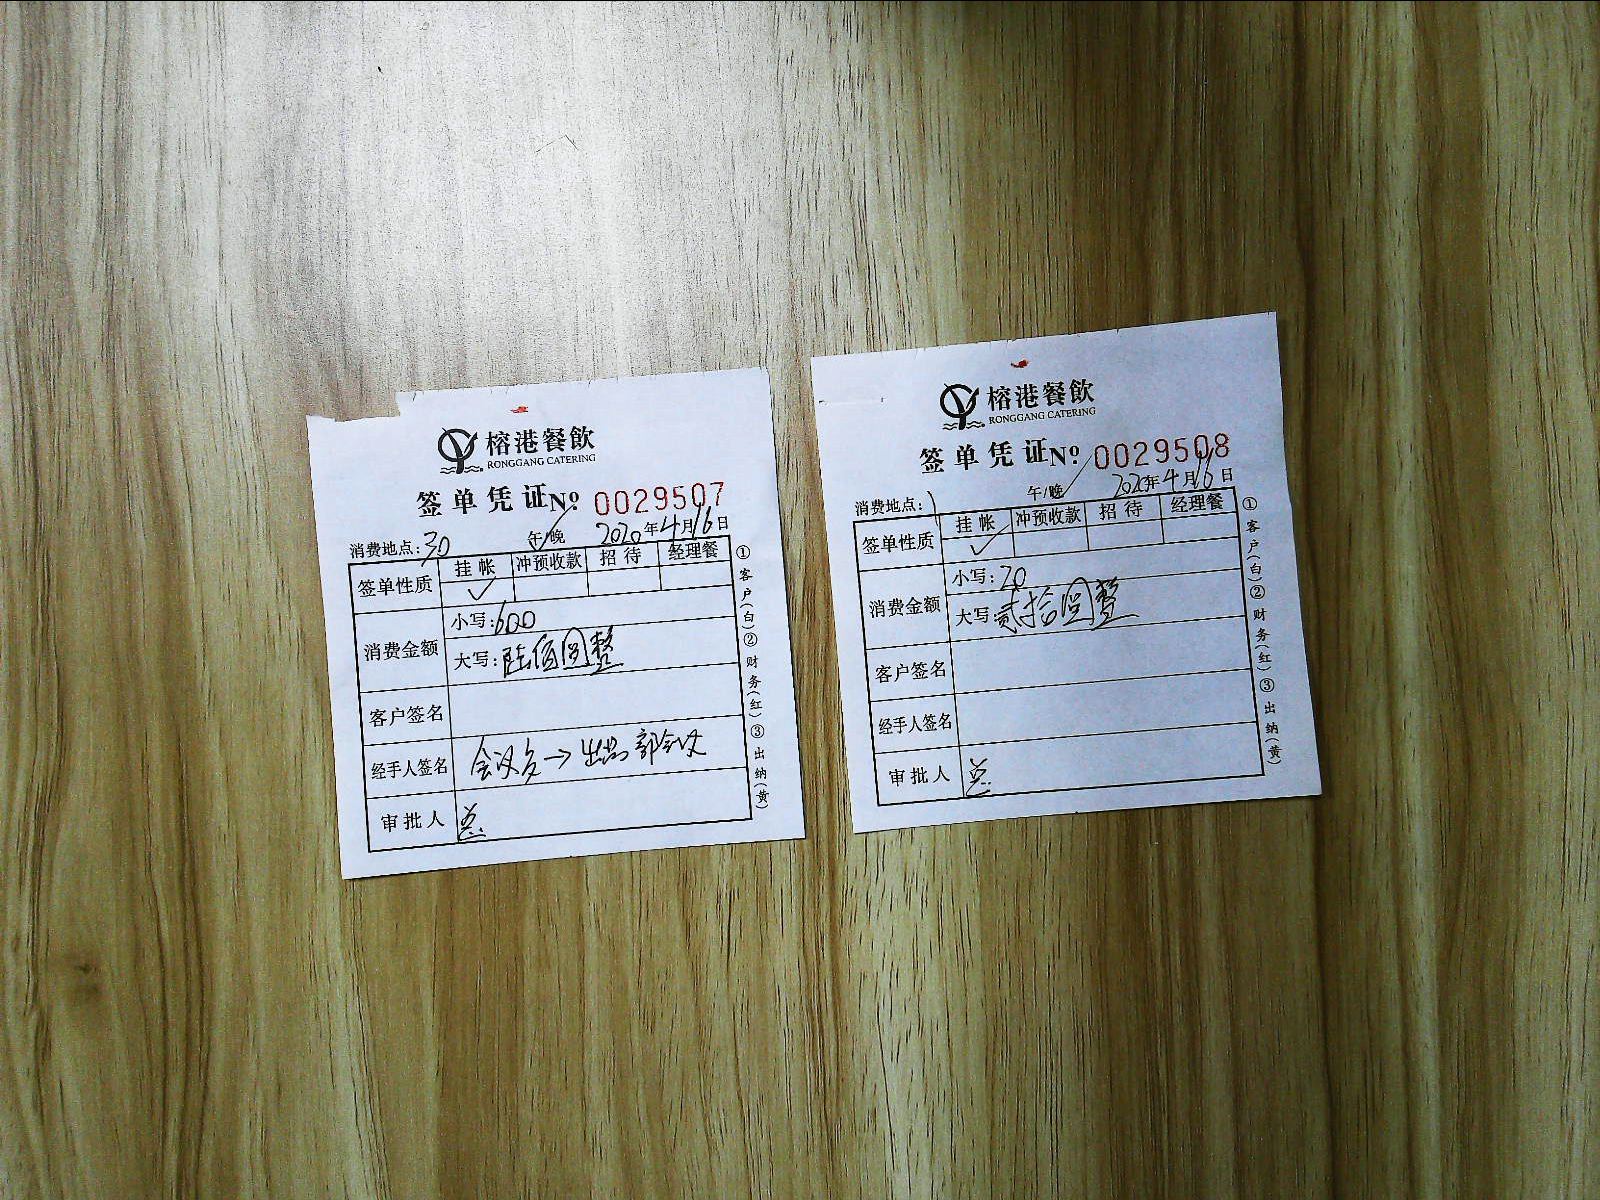 榕港餐飲
RONGGANG CATERING
签单凭证№ 0029507
午/晚 2020年4月16日
消费地点:30
签单性质 挂帐 冲预收款 招待 经理餐
✓
消费金额 小写:600
大写:陆佰圆整
客户签名
经手人签名 会议 → 部会议
审批人
①客户(白)②财务(红)③出纳(黄)
榕港餐飲
RONGGANG CATERING
签单凭证№ 0029508
午/晚 2020年4月16日
消费地点:
签单性质 挂帐 冲预收款 招待 经理餐
✓
消费金额 小写:20
大写:贰拾圆整
客户签名
经手人签名
审批人
①客户(白)②财务(红)③出纳(黄)